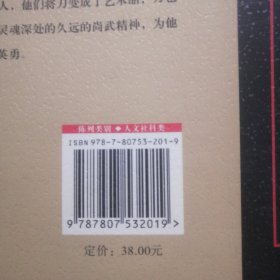 人，他们将刀变成了艺术品，
灵魂深处的久远的尚武精神，为他
英勇。
陈列类别◆人文社科类
ISBN 978-7-80753-201-9
9 787807 532019 >
定价：38.00元